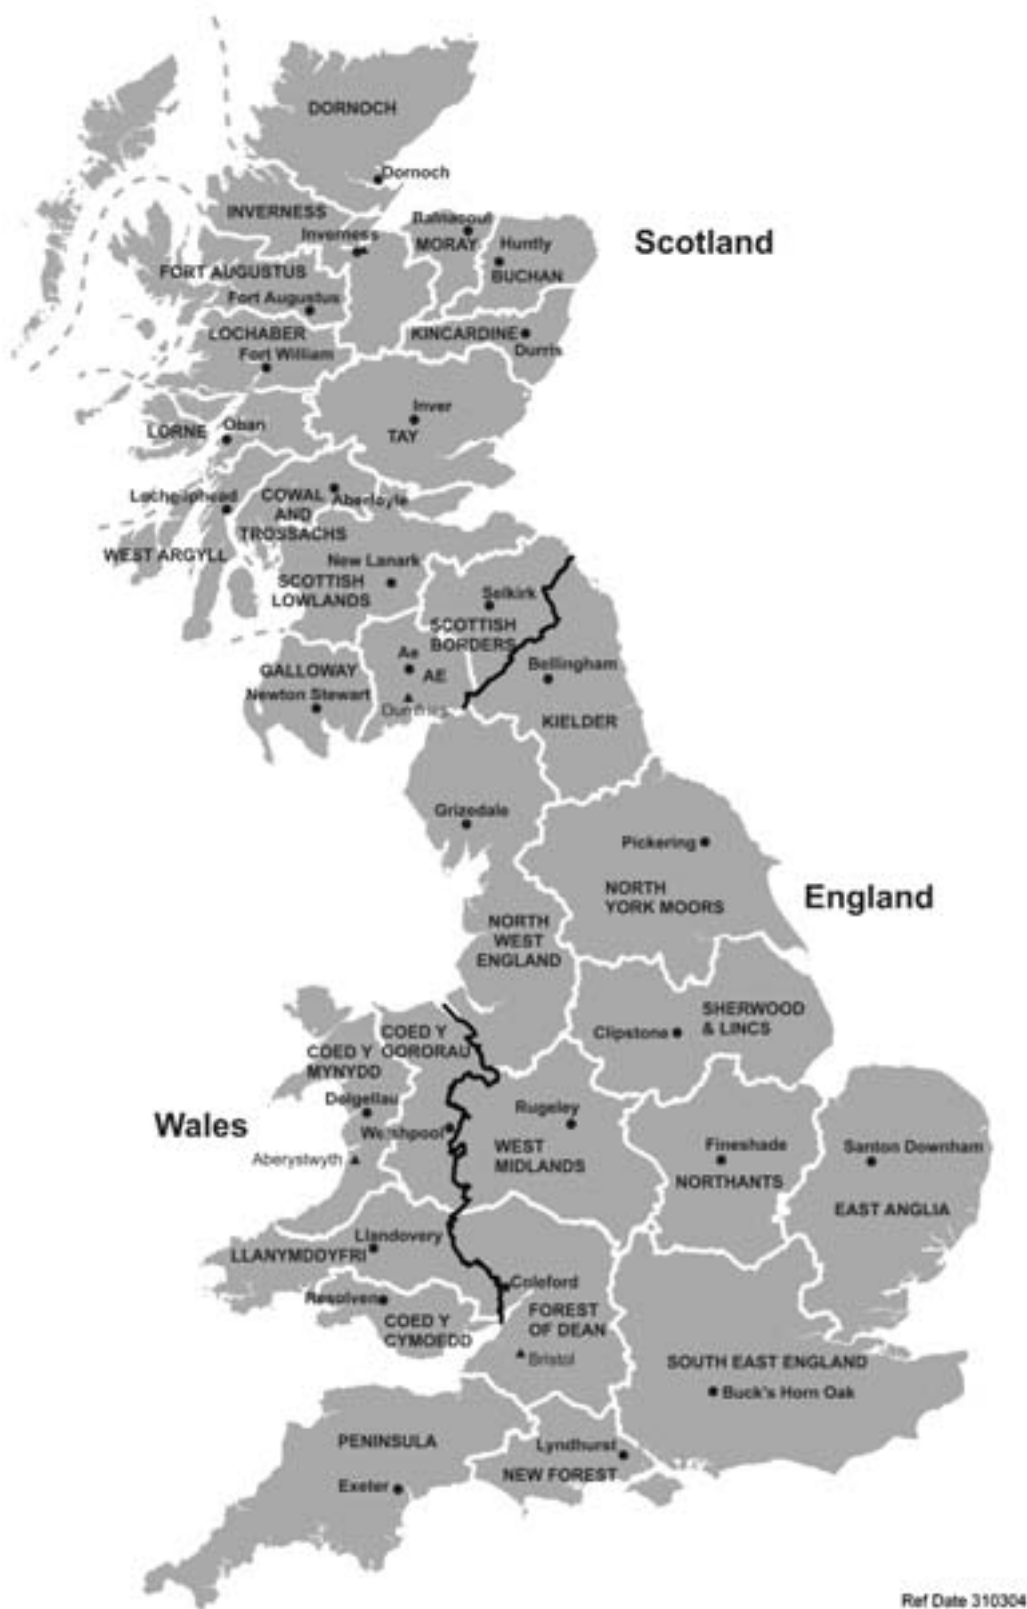 DORNOCH
Dornoch
INVERNESS
Inverness
Balnacoul
MORAY
Huntly
BUCHAN
Scotland
FORT AUGUSTUS
Fort Augustus
LOCHABER
Fort William
KINCARDINE
Durris
Inver
TAY
LORNE
Oban
Lochgilphead
WEST ARGYLL
COWAL
AND
TROSSACHS
Aberfoyle
New Lanark
SCOTTISH
LOWLANDS
Selkirk
SCOTTISH
BORDERS
Ae
AE
Dumfries
GALLOWAY
Newton Stewart
Bellingham
KIELDER
Grizedale
Pickering
NORTH
YORK MOORS
England
NORTH
WEST
ENGLAND
SHERWOOD
& LINCS
Clipstone
COED Y
GORORAU
COED Y
MYNYDD
Dolgellau
Wales
Welshpool
Aberystwyth
Rugeley
WEST
MIDLANDS
Fineshade
NORTHANTS
Santon Downham
EAST ANGLIA
Llandovery
LLANYMDDYFRI
Resolven
COED Y
CYMOEDD
Coleford
FOREST
OF DEAN
Bristol
SOUTH EAST ENGLAND
Buck's Horn Oak
PENINSULA
Exeter
Lyndhurst
NEW FOREST
Ref Date 310304